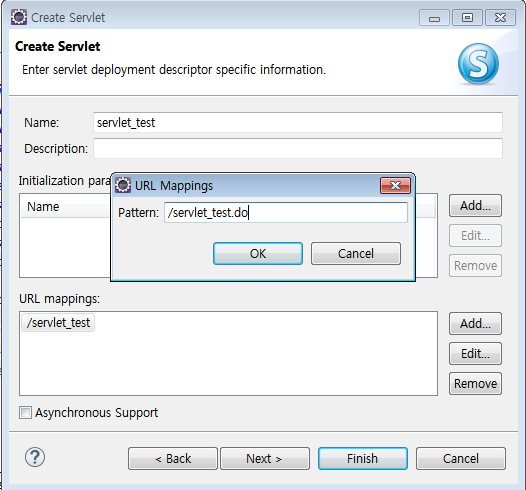 Create Servlet
Create Servlet
Enter servlet deployment descriptor specific information.
S
Name: servlet_test
Description:
Initialization para
Name
Add...
Edit...
Remove
URL Mappings
Pattern: /servlet_test.do
OK Cancel
URL mappings:
/servlet_test
Add...
Edit...
Remove
Asynchronous Support
? < Back Next > Finish Cancel